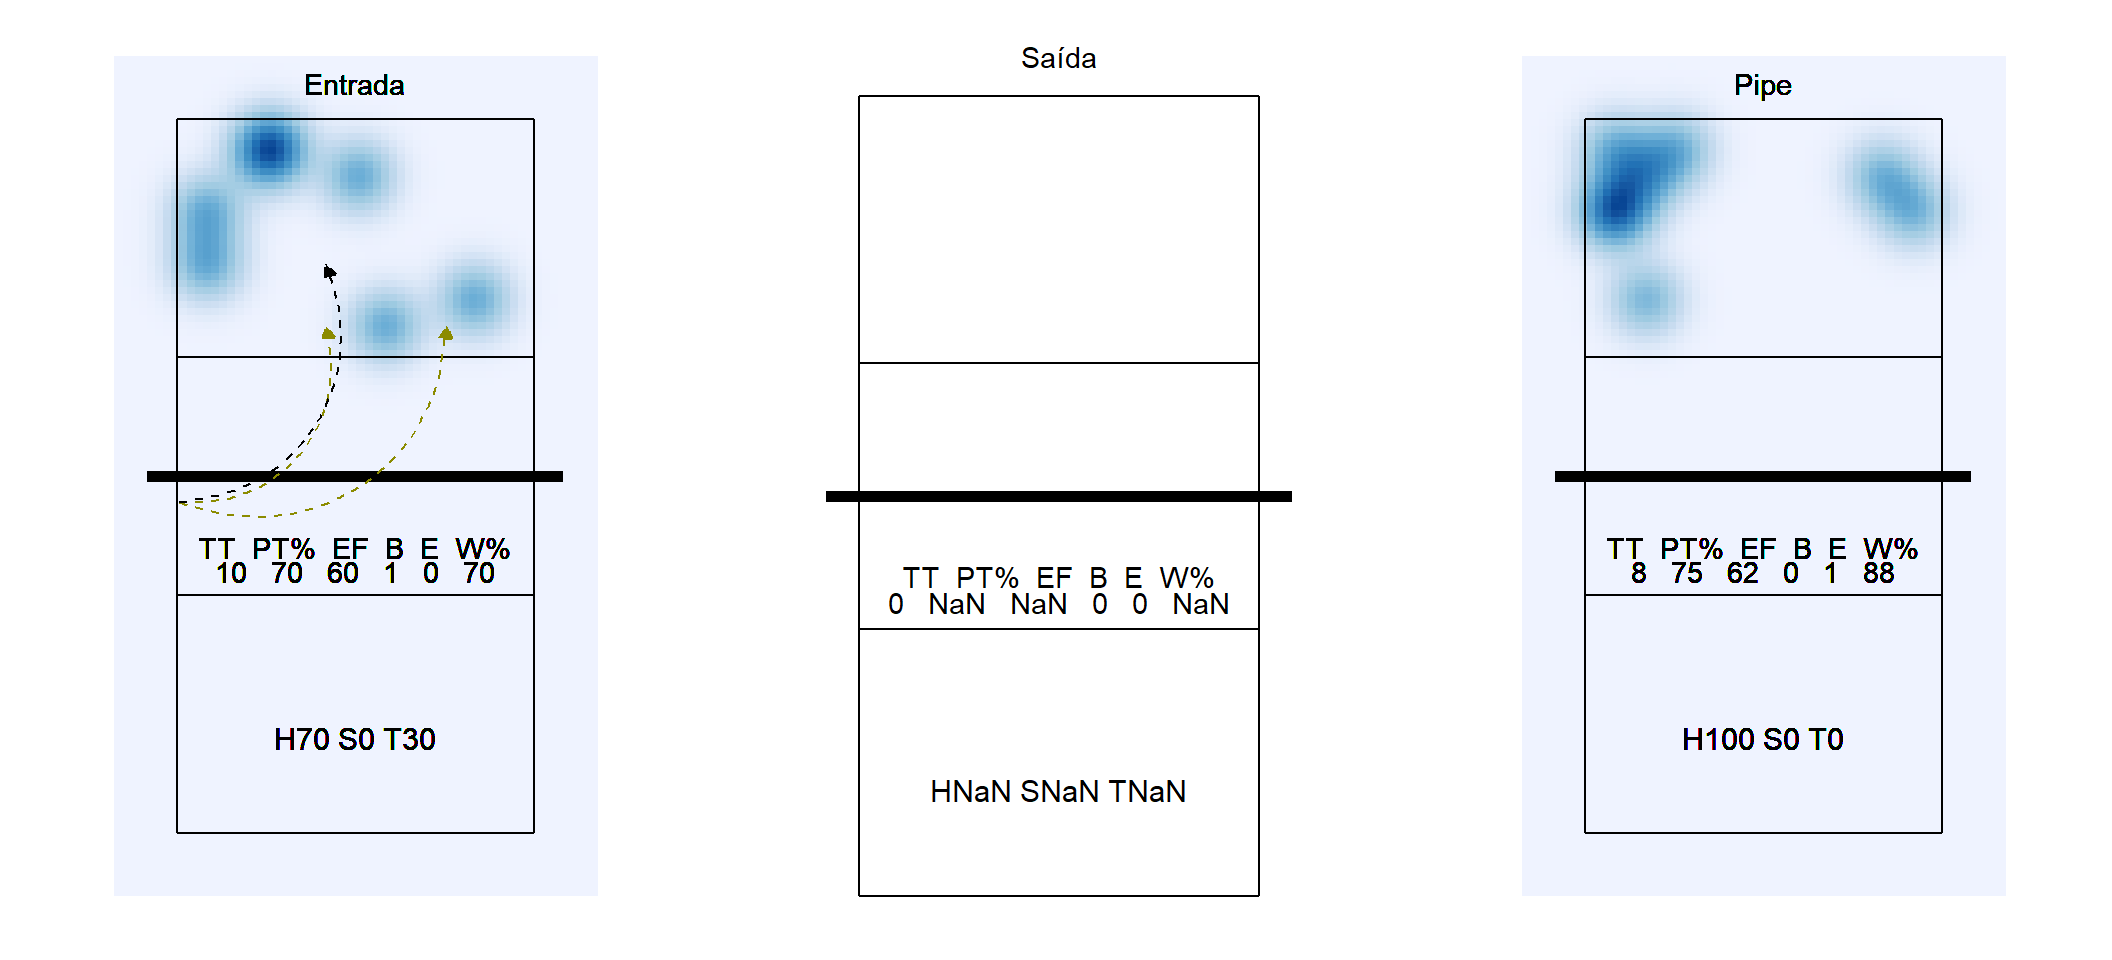 Entrada
TT PT% EF B E W%
10 70 60 1 0 70
H70 S0 T30
Saída
TT PT% EF B E W%
0 NaN NaN 0 0 NaN
HNaN SNaN TNaN
Pipe
TT PT% EF B E W%
8 75 62 0 1 88
H100 S0 T0